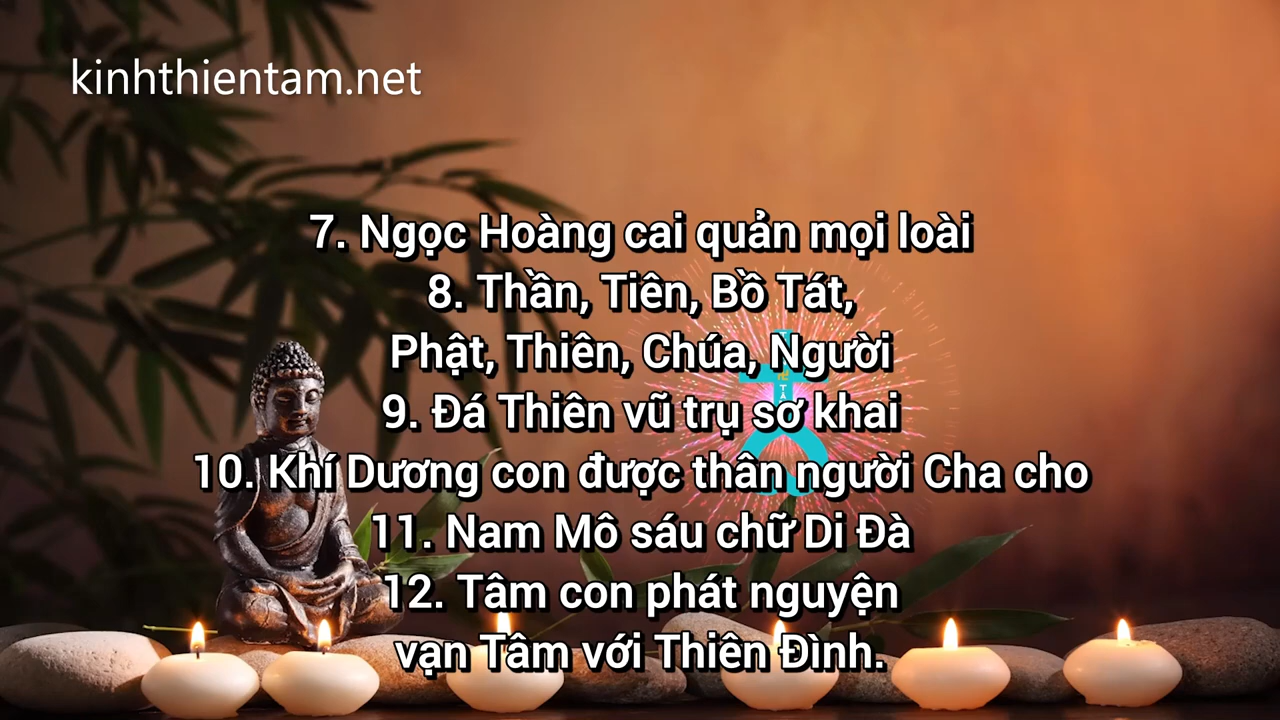 kinhthientam.net
7. Ngọc Hoàng cai quản mọi loài
8. Thần, Tiên, Bồ Tát,
Phật, Thiên, Chúa, Người
9. Đá Thiên vũ trụ sơ khai
10. Khí Dương con được thân người Cha cho
11. Nam Mô sáu chữ Di Đà
12. Tâm con phát nguyện
vạn Tâm với Thiên Đình.